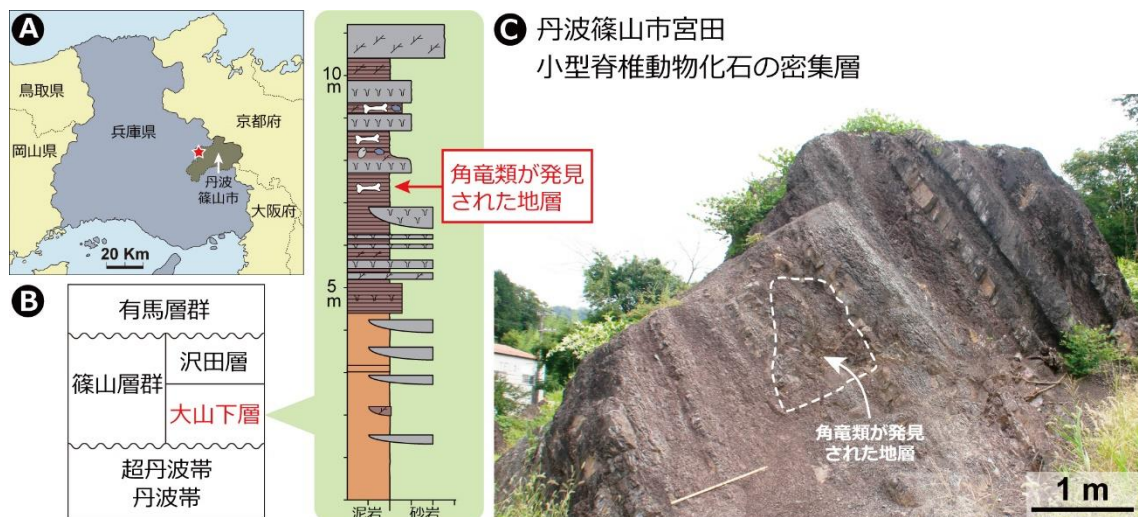 A
鳥取県
兵庫県
京都府
岡山県
丹波
篠山市
大阪府
20 Km
B
有馬層群
篠山層群
沢田層
大山下層
超丹波帯
丹波帯
10
m
5
m
泥岩
砂岩
角竜類が発見
された地層
C 丹波篠山市宮田
小型脊椎動物化石の密集層
角竜類が発見
された地層
1 m